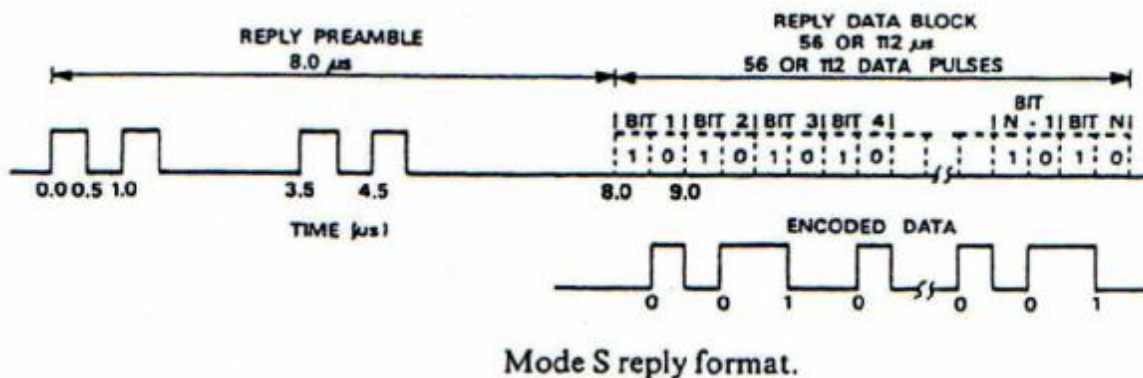 REPLY PREAMBLE
8.0 µs
REPLY DATA BLOCK
56 OR 112 µs
56 OR 112 DATA PULSES
BIT 1 BIT 2 BIT 3 BIT 4 BIT N - 1 BIT N
1 0 1 0 1 0 1 0 1 0 1 0
0.0 0.5 1.0 3.5 4.5 8.0 9.0
TIME (µs)
ENCODED DATA
0 0 1 0 0 0 1
Mode S reply format.